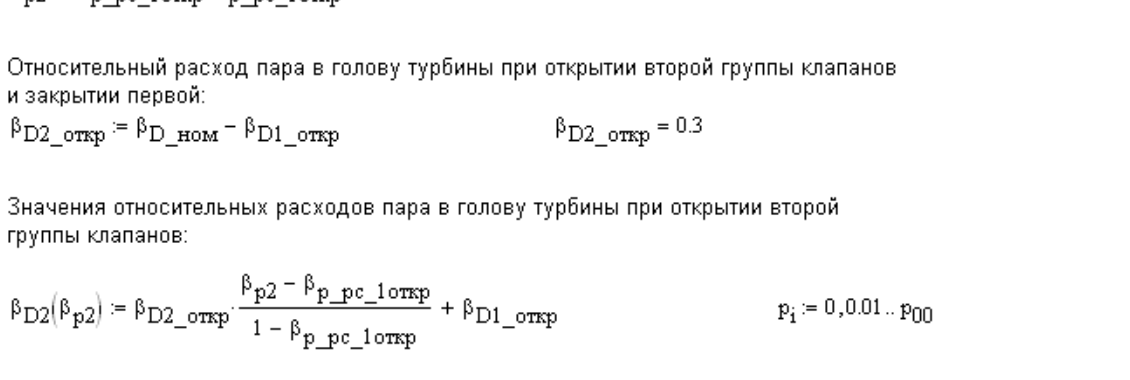 Относительный расход пара в голову турбины при открытии второй группы клапанов
и закрытии первой:
βD2_откр := βD_ном − βD1_откр βD2_откр = 0.3
Значения относительных расходов пара в голову турбины при открытии второй
группы клапанов:
βD2(βp2) := βD2_откр · (βp2 − βp_рс_1откр) / (1 − βp_рс_1откр) + βD1_откр pi := 0,0.01 .. p00